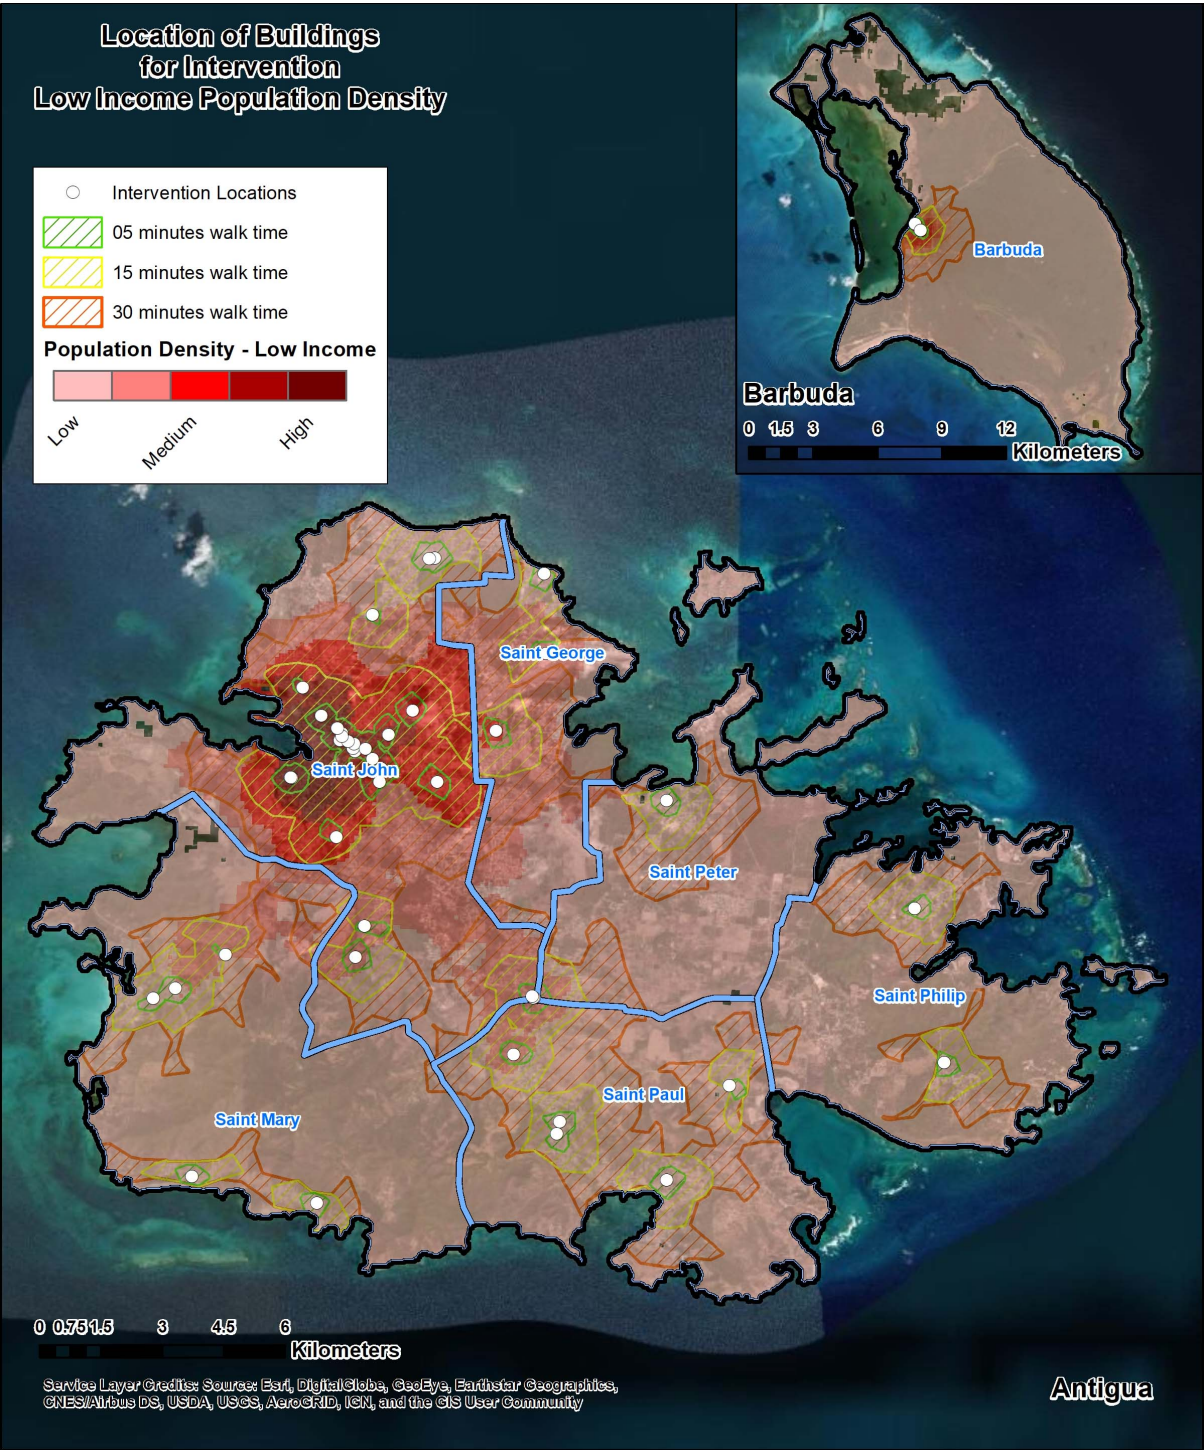 Location of Buildings
for Intervention
Low Income Population Density
Intervention Locations
05 minutes walk time
15 minutes walk time
30 minutes walk time
Population Density - Low Income
Low
Medium
High
Barbuda
Barbuda
0 1.5 3 6 9 12
Kilometers
Saint George
Saint John
Saint Peter
Saint Philip
Saint Paul
Saint Mary
0 0.75 1.5 3 4.5 6
Kilometers
Service Layer Credits: Source: Esri, DigitalGlobe, GeoEye, Earthstar Geographics,
CNES/Airbus DS, USDA, USGS, AeroGRID, IGN, and the GIS User Community
Antigua